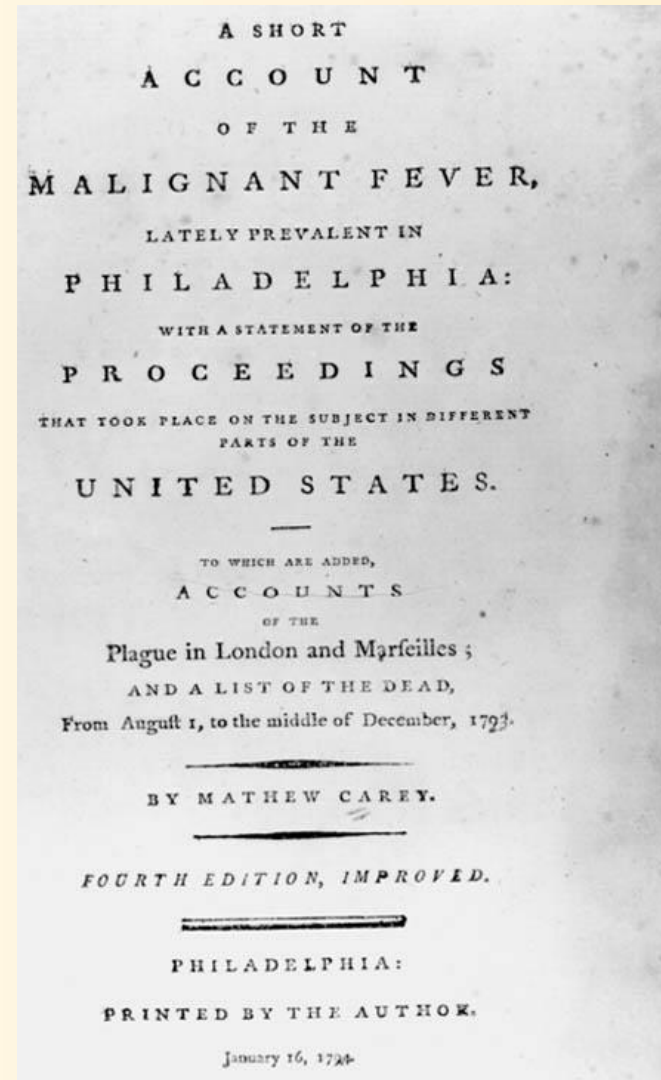 A SHORT
ACCOUNT
OF THE
MALIGNANT FEVER,
LATELY PREVALENT IN
PHILADELPHIA:
WITH A STATEMENT OF THE
PROCEEDINGS
THAT TOOK PLACE ON THE SUBJECT IN DIFFERENT
PARTS OF THE
UNITED STATES.
TO WHICH ARE ADDED,
ACCOUNTS
OF THE
Plague in London and Marſeilles;
AND A LIST OF THE DEAD,
From Auguſt 1, to the middle of December, 1793.
BY MATHEW CAREY.
FOURTH EDITION, IMPROVED.
PHILADELPHIA:
PRINTED BY THE AUTHOR.
January 16, 1794.